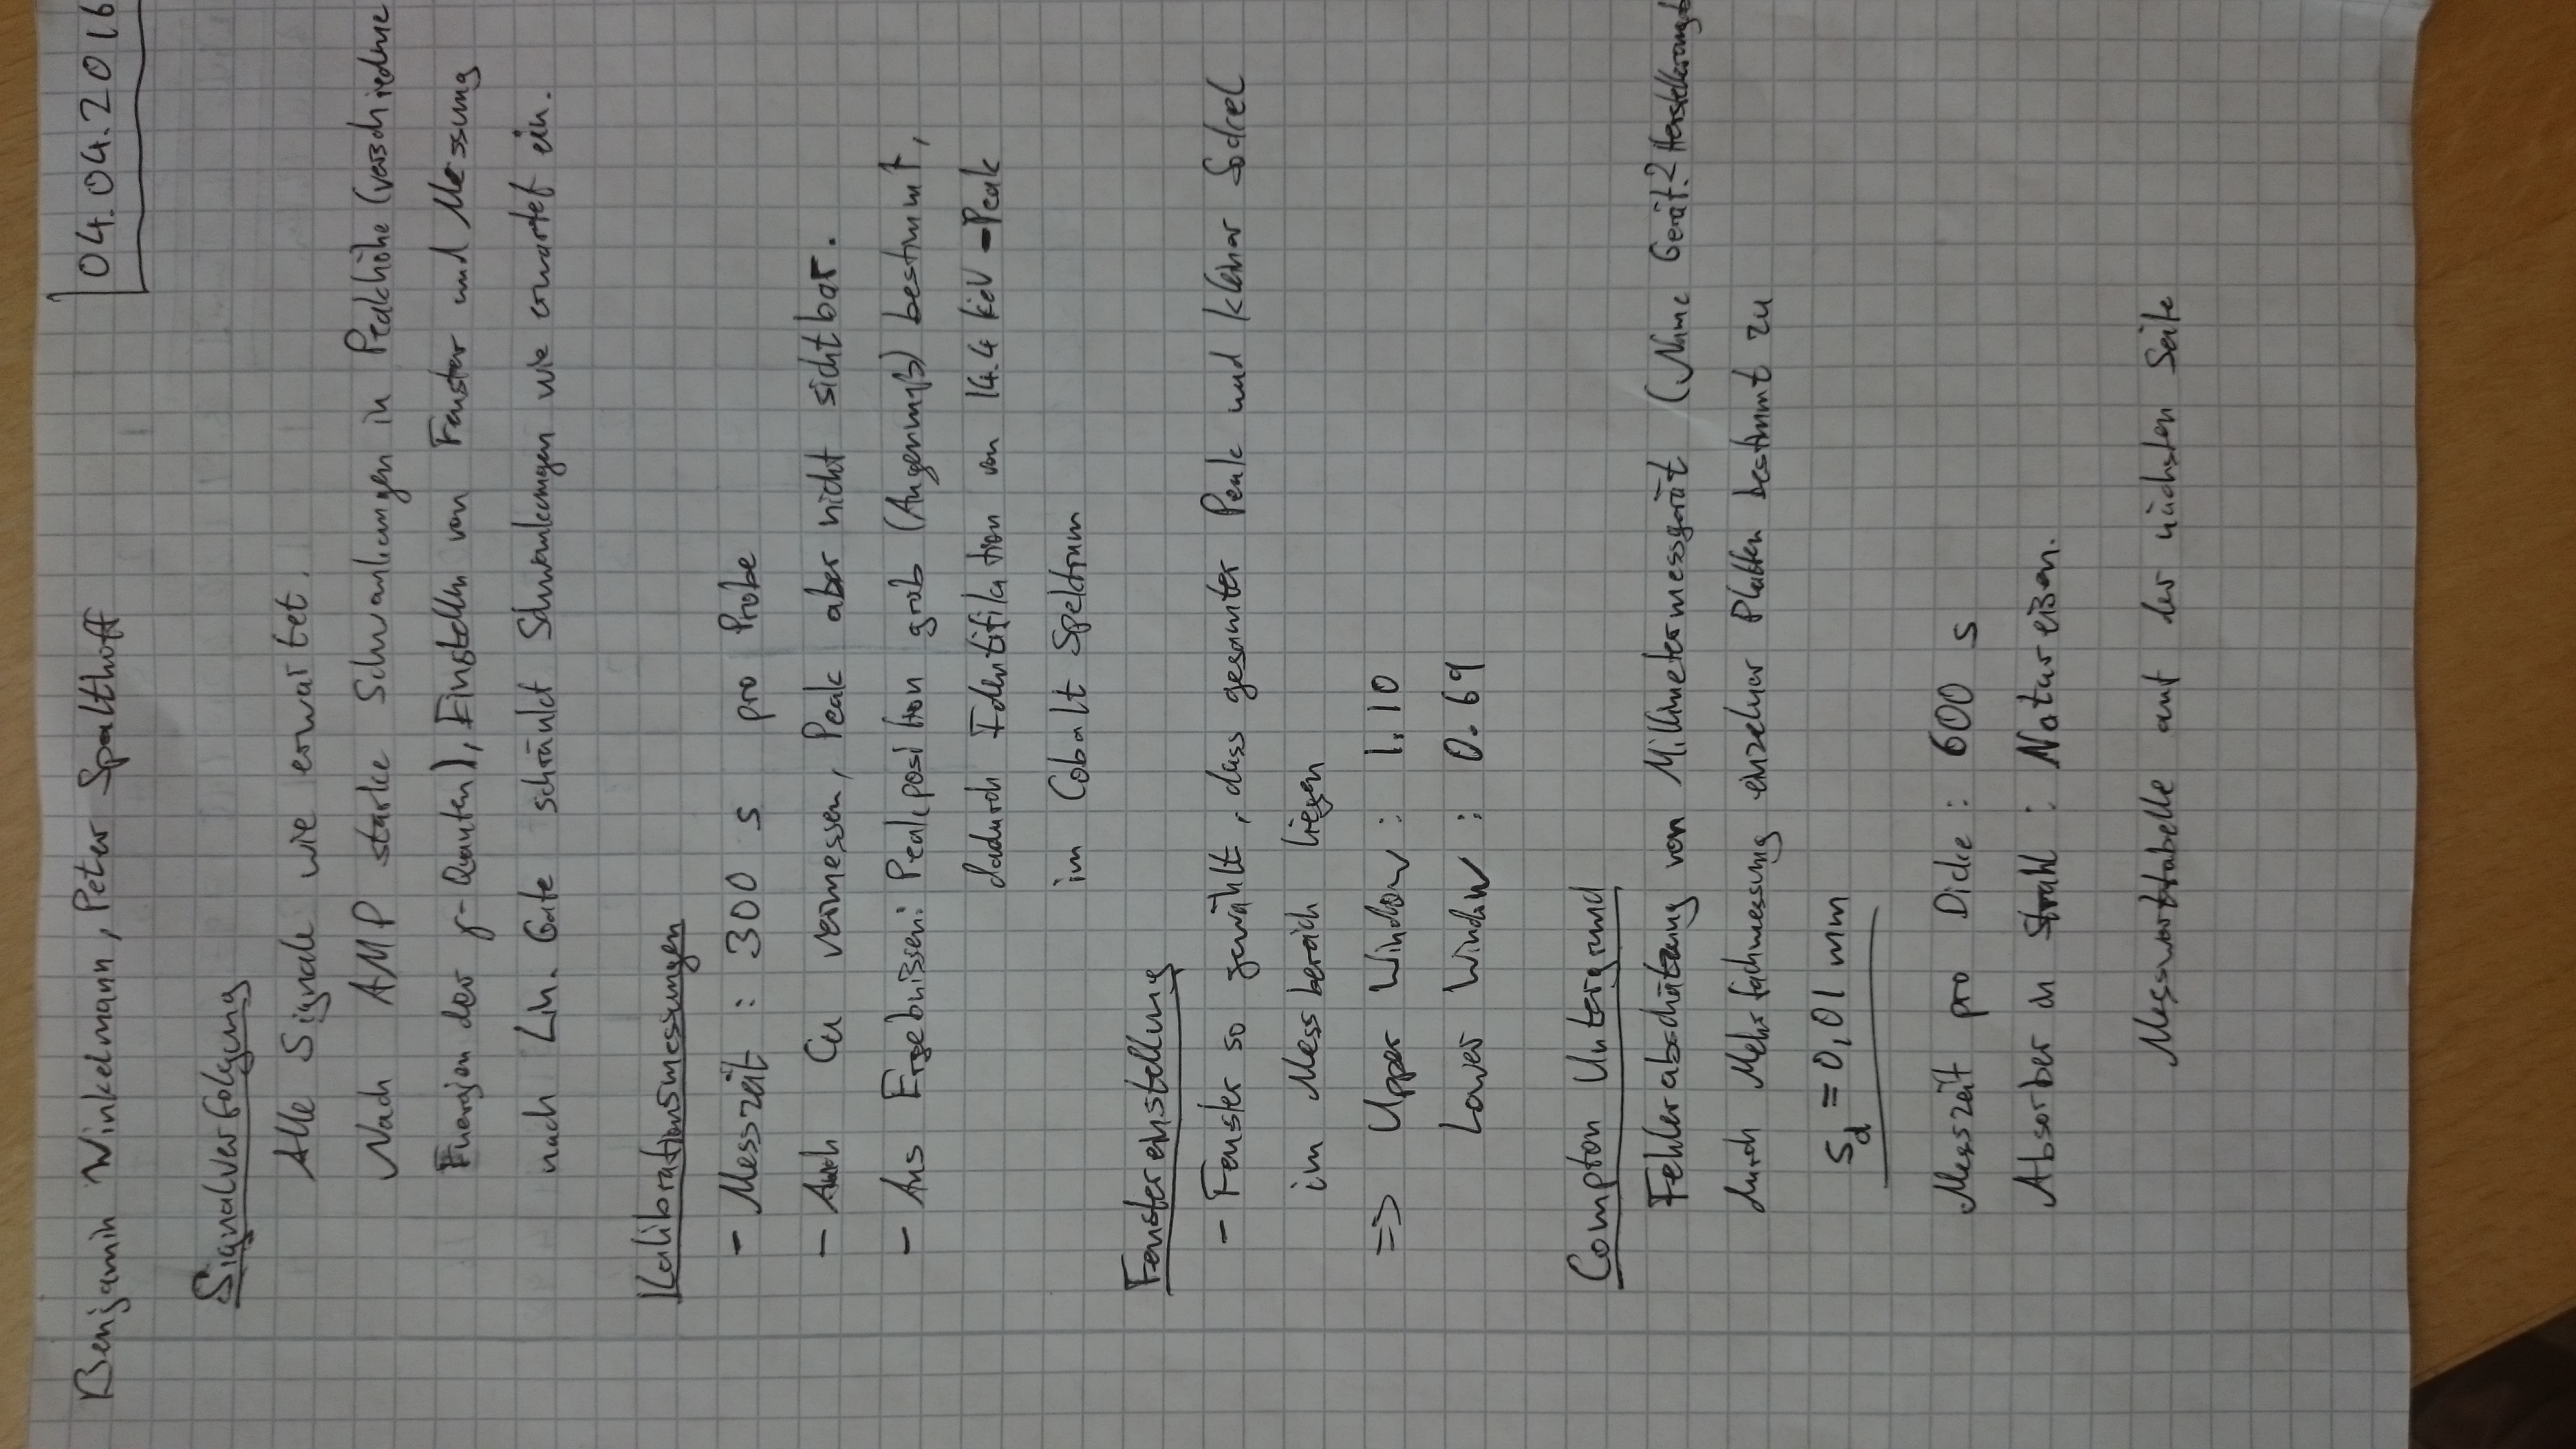 Benjamin Winkelmann, Peter Spalthoff
04.04.2016
Signalverfolgung
Alle Signale wie erwartet.
Nach AMP starke Schwankungen in Peakhöhe (verschiedene
Energien der γ-Quanten), Einstellen von Fenster und Messung
nach Lin. Gate schränkt Schwankungen wie erwartet ein.
Kalibrationsmessungen
- Messzeit : 300 s pro Probe
- Auch Cu vermessen, Peak aber nicht sichtbar.
- Aus Ergebnissen: Peakposition grob (Augenmaß) bestimmt,
dadurch Identifikation von 14.4 keV - Peak
im Cobalt Spektrum
Fenstereinstellung
- Fenster so gewählt, dass gesamter Peak und kleiner Sockel
im Messbereich liegen
=> Upper Window : 1.10
Lower Window : 0.69
Compton Untergrund
Fehlerabschätzung von Millimetermessgerät (Name Gerät? Herstellerangab
durch Mehrfachmessung einzelner Platten bestimmt zu
s_d = 0,01 mm
Messzeit pro Dicke : 600 s
Absorber in Strahl : Natureisen.
Messwerttabelle auf der nächsten Seite